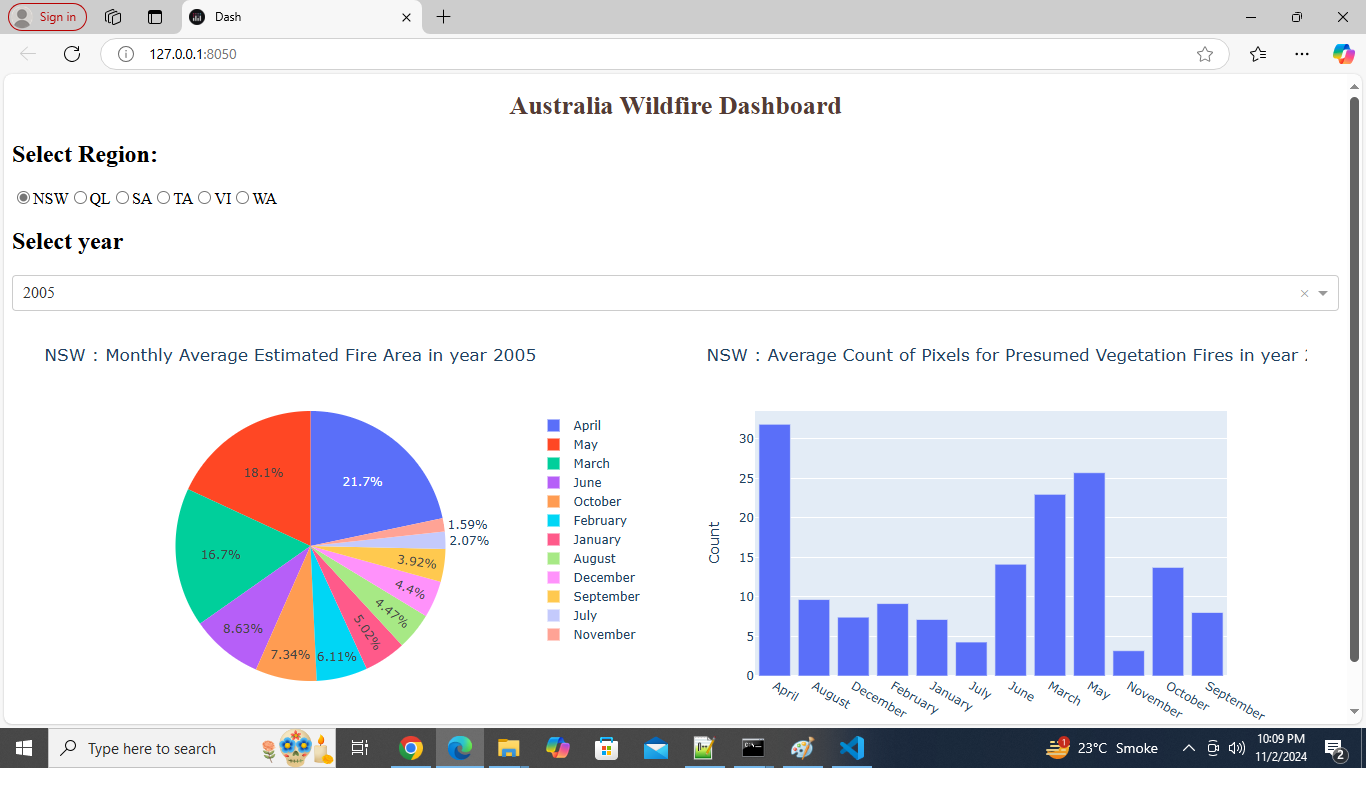 Sign in
Dash
127.0.0.1:8050
Australia Wildfire Dashboard
Select Region:
NSW QL SA TA VI WA
Select year
2005
NSW : Monthly Average Estimated Fire Area in year 2005
21.7%
18.1%
16.7%
8.63%
7.34%
6.11%
5.02%
4.47%
4.4%
3.92%
2.07%
1.59%
April
May
March
June
October
February
January
August
December
September
July
November
NSW : Average Count of Pixels for Presumed Vegetation Fires in year
Count
30
25
20
15
10
5
0
April
August
December
February
January
July
June
March
May
November
October
September
Type here to search
1
23°C Smoke
10:09 PM
11/2/2024
2